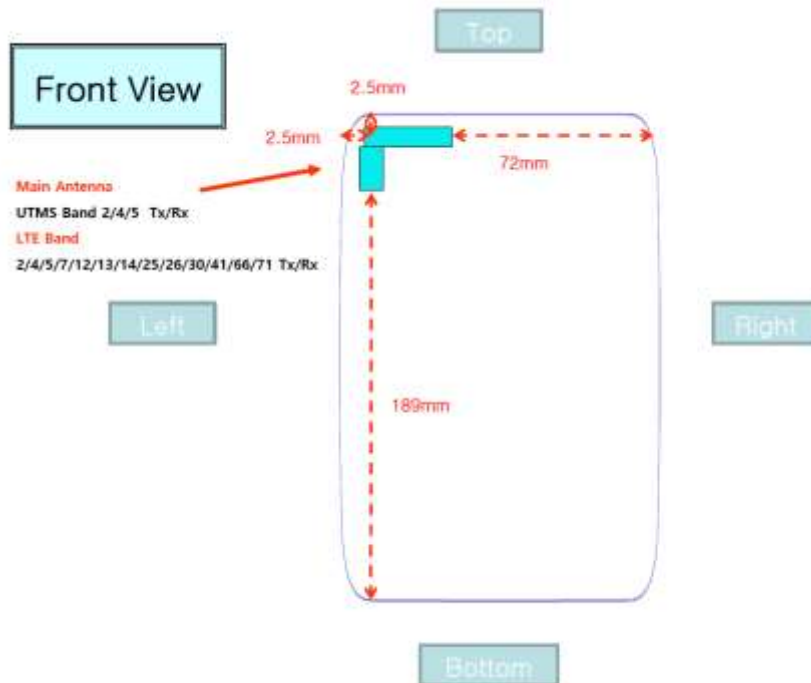 Top
Front View
2.5mm
2.5mm
72mm
Main Antenna
UTMS Band 2/4/5 Tx/Rx
LTE Band
2/4/5/7/12/13/14/25/26/30/41/66/71 Tx/Rx
Left
Right
189mm
Bottom